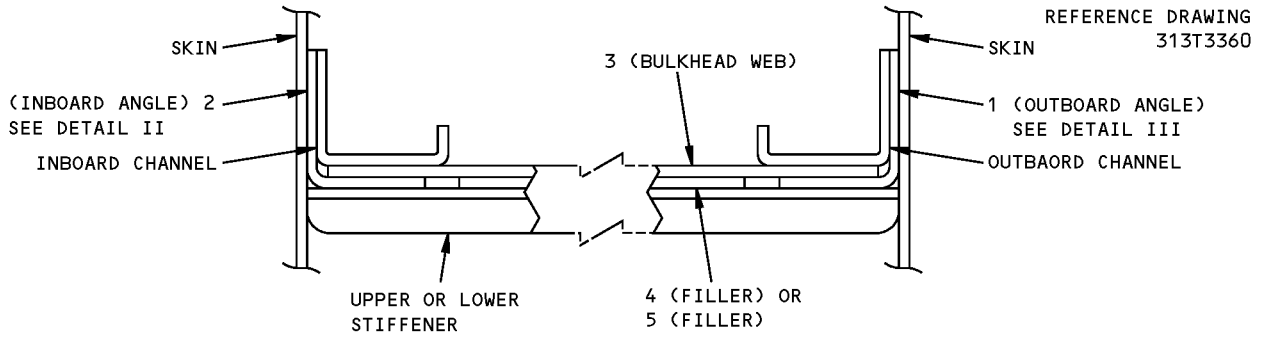 REFERENCE DRAWING
313T3360
SKIN
SKIN
3 (BULKHEAD WEB)
(INBOARD ANGLE) 2
SEE DETAIL II
1 (OUTBOARD ANGLE)
SEE DETAIL III
INBOARD CHANNEL
OUTBAORD CHANNEL
UPPER OR LOWER
STIFFENER
4 (FILLER) OR
5 (FILLER)